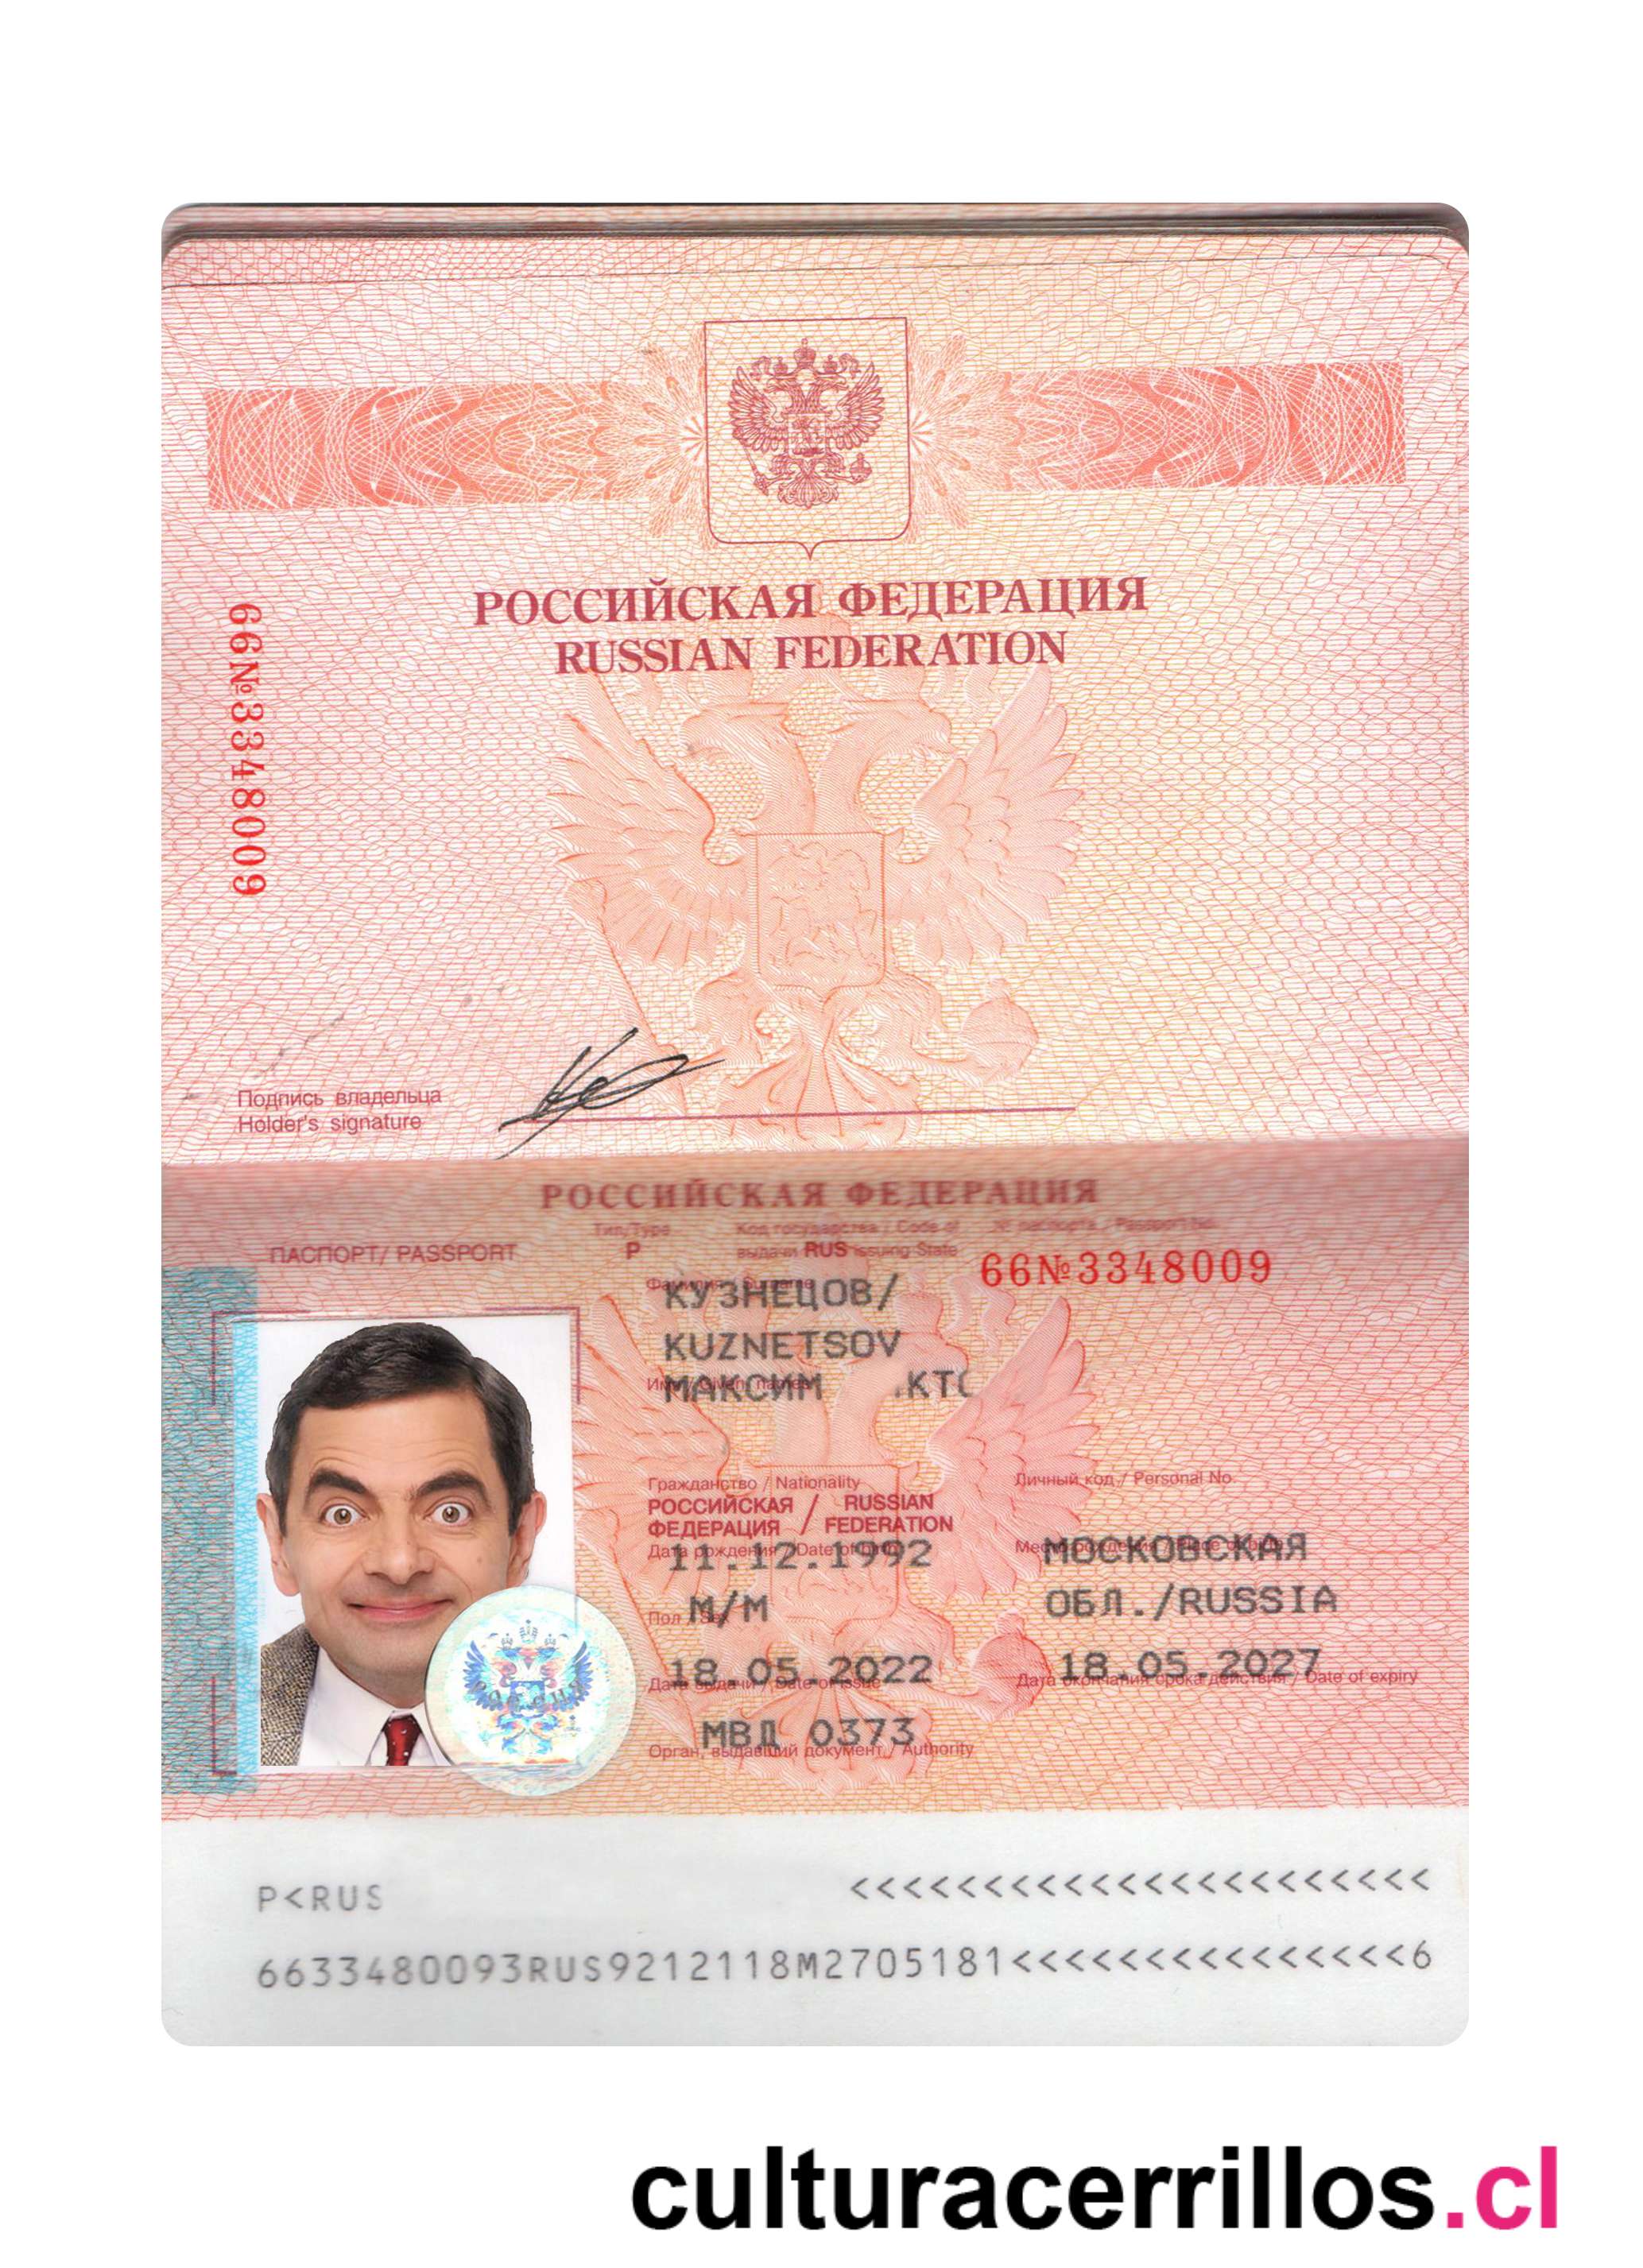 РОССИЙСКАЯ ФЕДЕРАЦИЯ
RUSSIAN FEDERATION
66№3348009
Подпись владельца
Holder's signature
РОССИЙСКАЯ ФЕДЕРАЦИЯ
ПАСПОРТ/ PASSPORT
Тип/Type
P
Код государства / Code of
выдачи RUS issuing State
№ паспорта / Passport No.
66№3348009
Фамилия / Surname
КУЗНЕЦОВ/
KUZNETSOV
Имя / Given names
МАКСИМ .КТС
Гражданство / Nationality
РОССИЙСКАЯ / RUSSIAN
ФЕДЕРАЦИЯ / FEDERATION
Личный код / Personal No.
Дата рождения / Date of birth
11.12.1992
Место рождения / Place of birth
МОСКОВСКАЯ
ОБЛ./RUSSIA
Пол / Sex
М/M
18.05.2022
Дата выдачи / Date of issue
18.05.2027
Дата окончания срока действия / Date of expiry
МВД 0373
Орган, выдавший документ / Authority
РОССИЯ
P<RUS <<<<<<<<<<<<<<<<<<<<<<
6633480093RUS9212118M2705181<<<<<<<<<<<<<<<6
culturacerrillos.cl